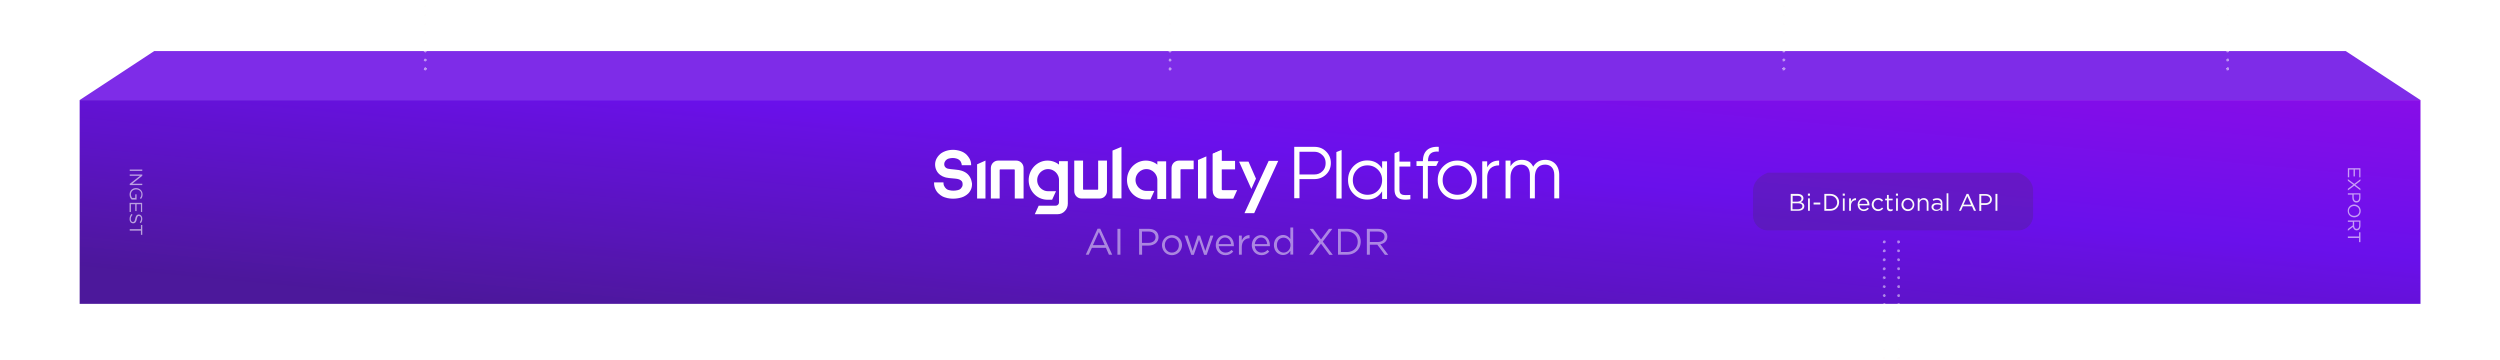 INGEST
Singularity Platform
AI Powered XDR
Bi-Directional API
EXPORT